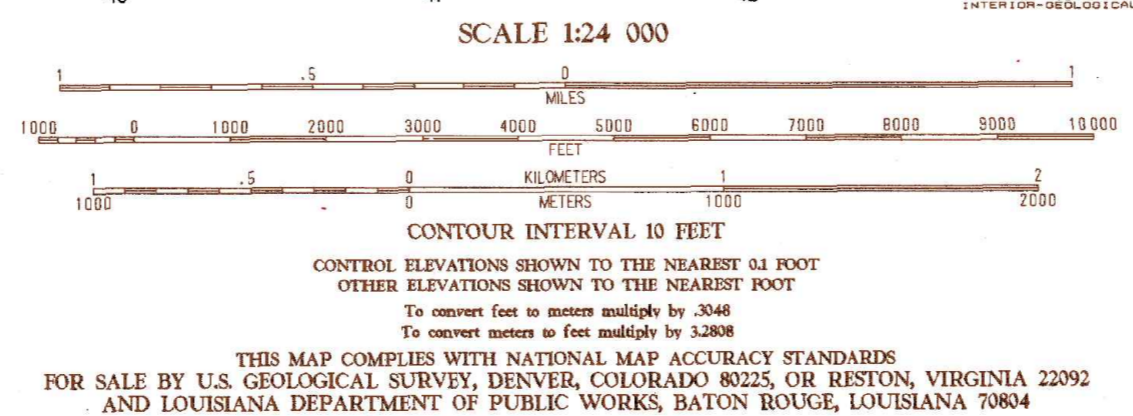 INTERIOR-GEOLOGICAL
SCALE 1:24 000
1 .5 0 1
MILES
1000 0 1000 2000 3000 4000 5000 6000 7000 8000 9000 10000
FEET
1 .5 0 KILOMETERS 1 2
1000 0 METERS 1000 2000
CONTOUR INTERVAL 10 FEET
CONTROL ELEVATIONS SHOWN TO THE NEAREST 0.1 FOOT
OTHER ELEVATIONS SHOWN TO THE NEAREST FOOT
To convert feet to meters multiply by .3048
To convert meters to feet multiply by 3.2808
THIS MAP COMPLIES WITH NATIONAL MAP ACCURACY STANDARDS
FOR SALE BY U.S. GEOLOGICAL SURVEY, DENVER, COLORADO 80225, OR RESTON, VIRGINIA 22092
AND LOUISIANA DEPARTMENT OF PUBLIC WORKS, BATON ROUGE, LOUISIANA 70804